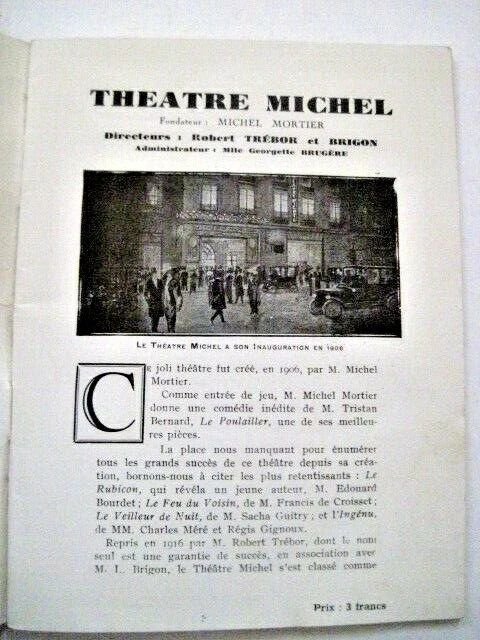 THEATRE MICHEL
Fondateur : MICHEL MORTIER
Directeurs : Robert TRÉBOR et BRIGON
Administrateur : Mlle Georgette BRUGÈRE
LE THÉATRE MICHEL A SON INAUGURATION EN 1906
CE joli théâtre fut créé, en 1906, par M. Michel
Mortier.
Comme entrée de jeu, M. Michel Mortier
donne une comédie inédite de M. Tristan
Bernard, Le Poulailler, une de ses meilleu-
res pièces.
La place nous manquant pour énumérer
tous les grands succès de ce théâtre depuis sa créa-
tion, bornons-nous à citer les plus retentissants : Le
Rubicon, qui révéla un jeune auteur, M. Edouard
Bourdet ; Le Feu du Voisin, de M. Francis de Croisset ;
Le Veilleur de Nuit, de M. Sacha Guitry ; et l'Ingénu,
de MM. Charles Méré et Régis Gignoux.
Repris en 1916 par M. Robert Trébor, dont le nom
seul est une garantie de succès, en association avec
M. L. Brigon, le Théâtre Michel s'est classé comme
Prix : 3 francs